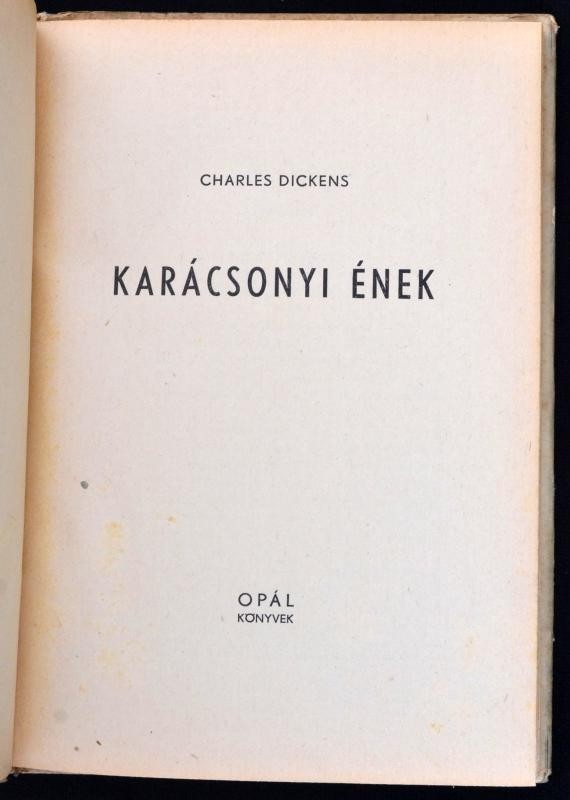 CHARLES DICKENS
KARÁCSONYI ÉNEK
OPÁL
KÖNYVEK